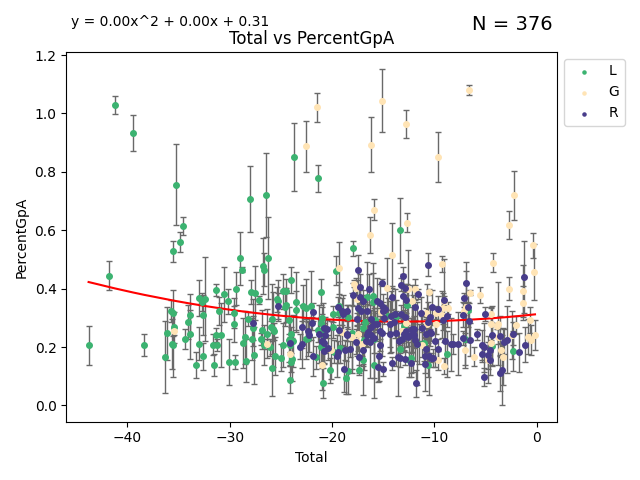 y = 0.00x^2 + 0.00x + 0.31
N = 376
Total vs PercentGpA
1.2
1.0
0.8
0.6
0.4
0.2
0.0
PercentGpA
−40
−30
−20
−10
0
Total
L
G
R